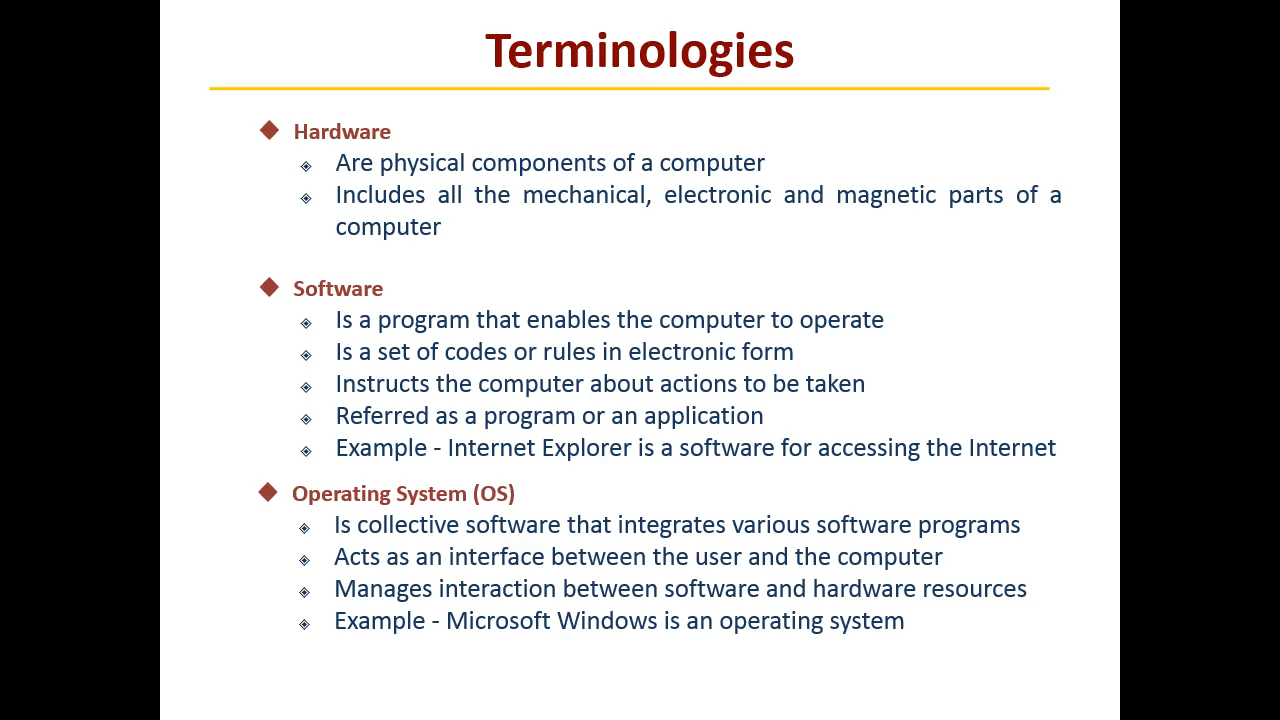 Terminologies
Hardware
Are physical components of a computer
Includes all the mechanical, electronic and magnetic parts of a
computer
Software
Is a program that enables the computer to operate
Is a set of codes or rules in electronic form
Instructs the computer about actions to be taken
Referred as a program or an application
Example - Internet Explorer is a software for accessing the Internet
Operating System (OS)
Is collective software that integrates various software programs
Acts as an interface between the user and the computer
Manages interaction between software and hardware resources
Example - Microsoft Windows is an operating system